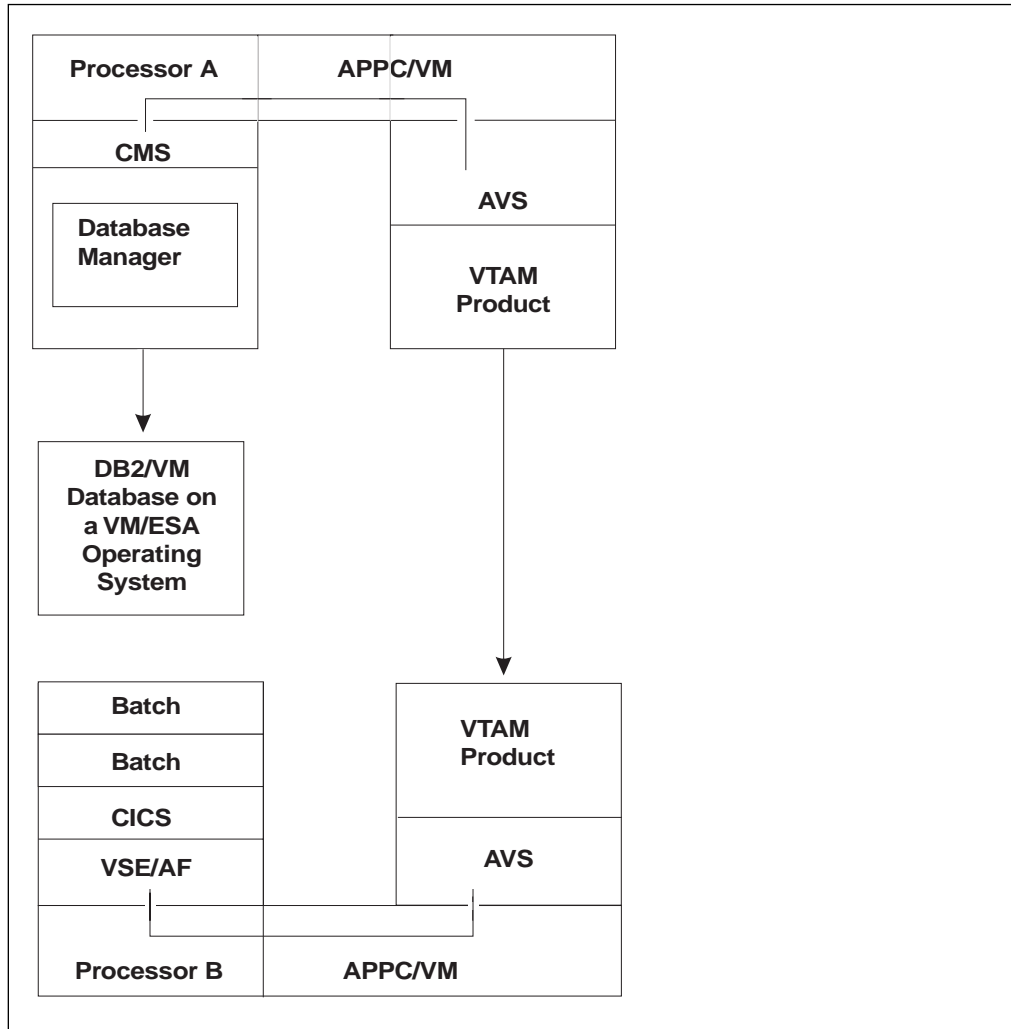 Processor A
APPC/VM
CMS
AVS
Database
Manager
VTAM
Product
DB2/VM
Database on
a VM/ESA
Operating
System
Batch
Batch
CICS
VSE/AF
VTAM
Product
AVS
Processor B
APPC/VM